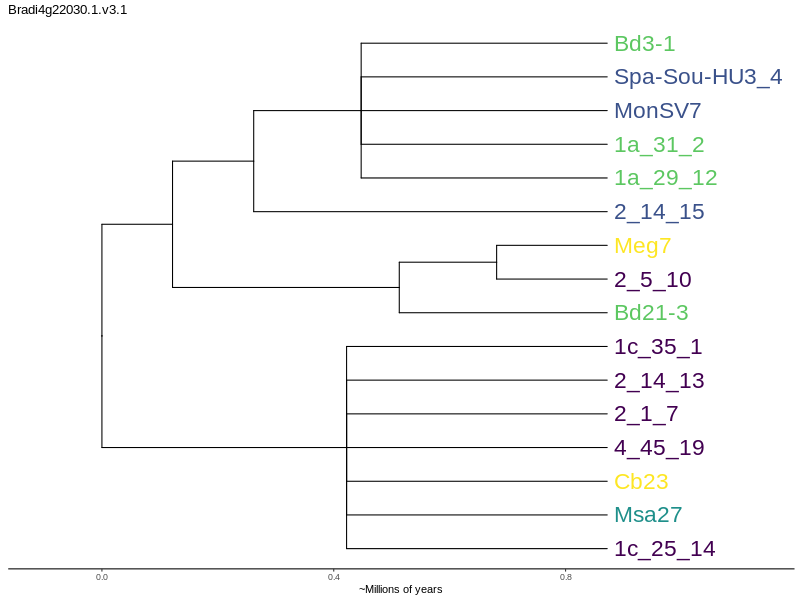 Bradi4g22030.1.v3.1
Bd3-1
Spa-Sou-HU3_4
MonSV7
1a_31_2
1a_29_12
2_14_15
Meg7
2_5_10
Bd21-3
1c_35_1
2_14_13
2_1_7
4_45_19
Cb23
Msa27
1c_25_14
0.0 0.4 0.8
~Millions of years